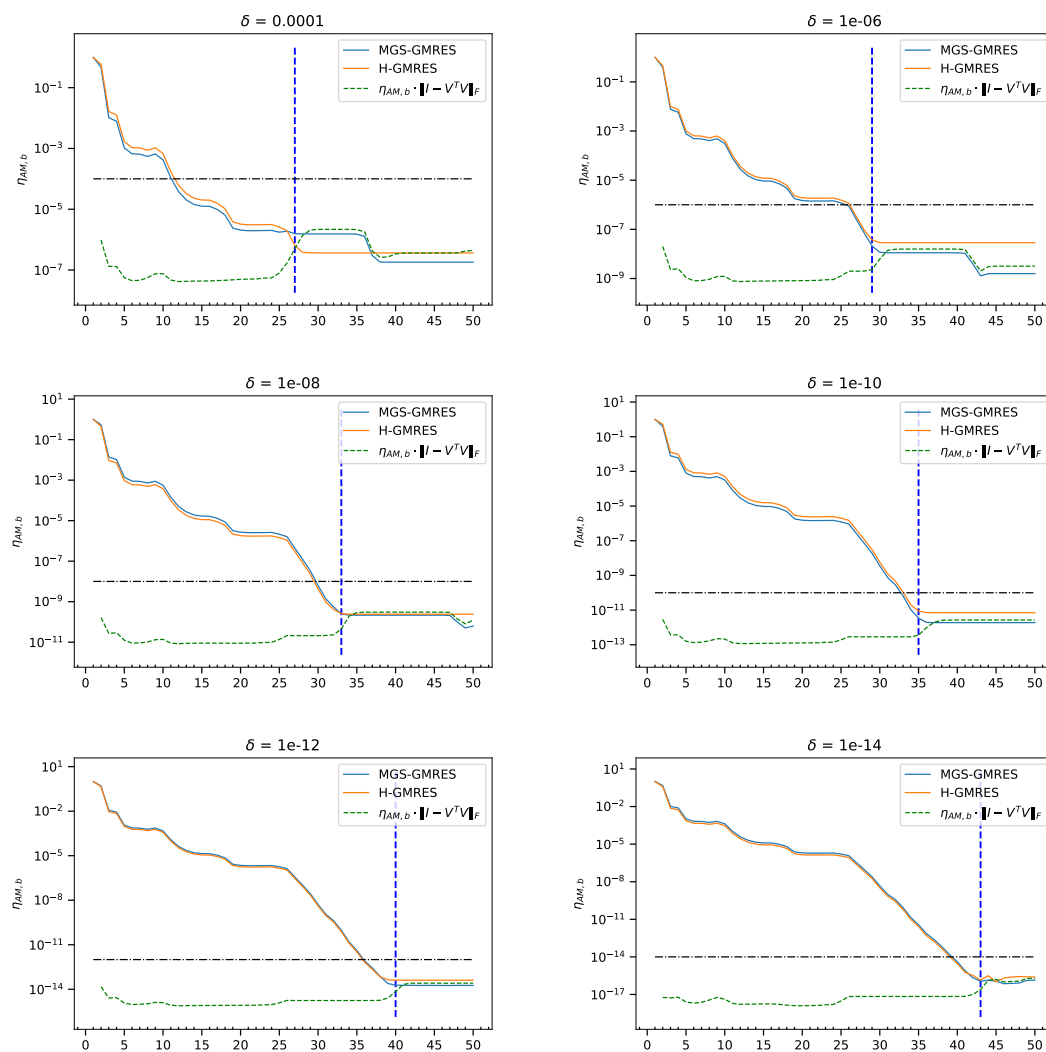 δ = 0.0001
MGS-GMRES
H-GMRES
η_{AM, b} · ‖I − V^T V‖_F
η_{AM, b}
10^{-1}
10^{-3}
10^{-5}
10^{-7}
0 5 10 15 20 25 30 35 40 45 50
δ = 1e-06
MGS-GMRES
H-GMRES
η_{AM, b} · ‖I − V^T V‖_F
η_{AM, b}
10^{-1}
10^{-3}
10^{-5}
10^{-7}
10^{-9}
0 5 10 15 20 25 30 35 40 45 50
δ = 1e-08
MGS-GMRES
H-GMRES
η_{AM, b} · ‖I − V^T V‖_F
η_{AM, b}
10^{1}
10^{-1}
10^{-3}
10^{-5}
10^{-7}
10^{-9}
10^{-11}
0 5 10 15 20 25 30 35 40 45 50
δ = 1e-10
MGS-GMRES
H-GMRES
η_{AM, b} · ‖I − V^T V‖_F
η_{AM, b}
10^{1}
10^{-1}
10^{-3}
10^{-5}
10^{-7}
10^{-9}
10^{-11}
10^{-13}
0 5 10 15 20 25 30 35 40 45 50
δ = 1e-12
MGS-GMRES
H-GMRES
η_{AM, b} · ‖I − V^T V‖_F
η_{AM, b}
10^{1}
10^{-2}
10^{-5}
10^{-8}
10^{-11}
10^{-14}
0 5 10 15 20 25 30 35 40 45 50
δ = 1e-14
MGS-GMRES
H-GMRES
η_{AM, b} · ‖I − V^T V‖_F
η_{AM, b}
10^{1}
10^{-2}
10^{-5}
10^{-8}
10^{-11}
10^{-14}
10^{-17}
0 5 10 15 20 25 30 35 40 45 50